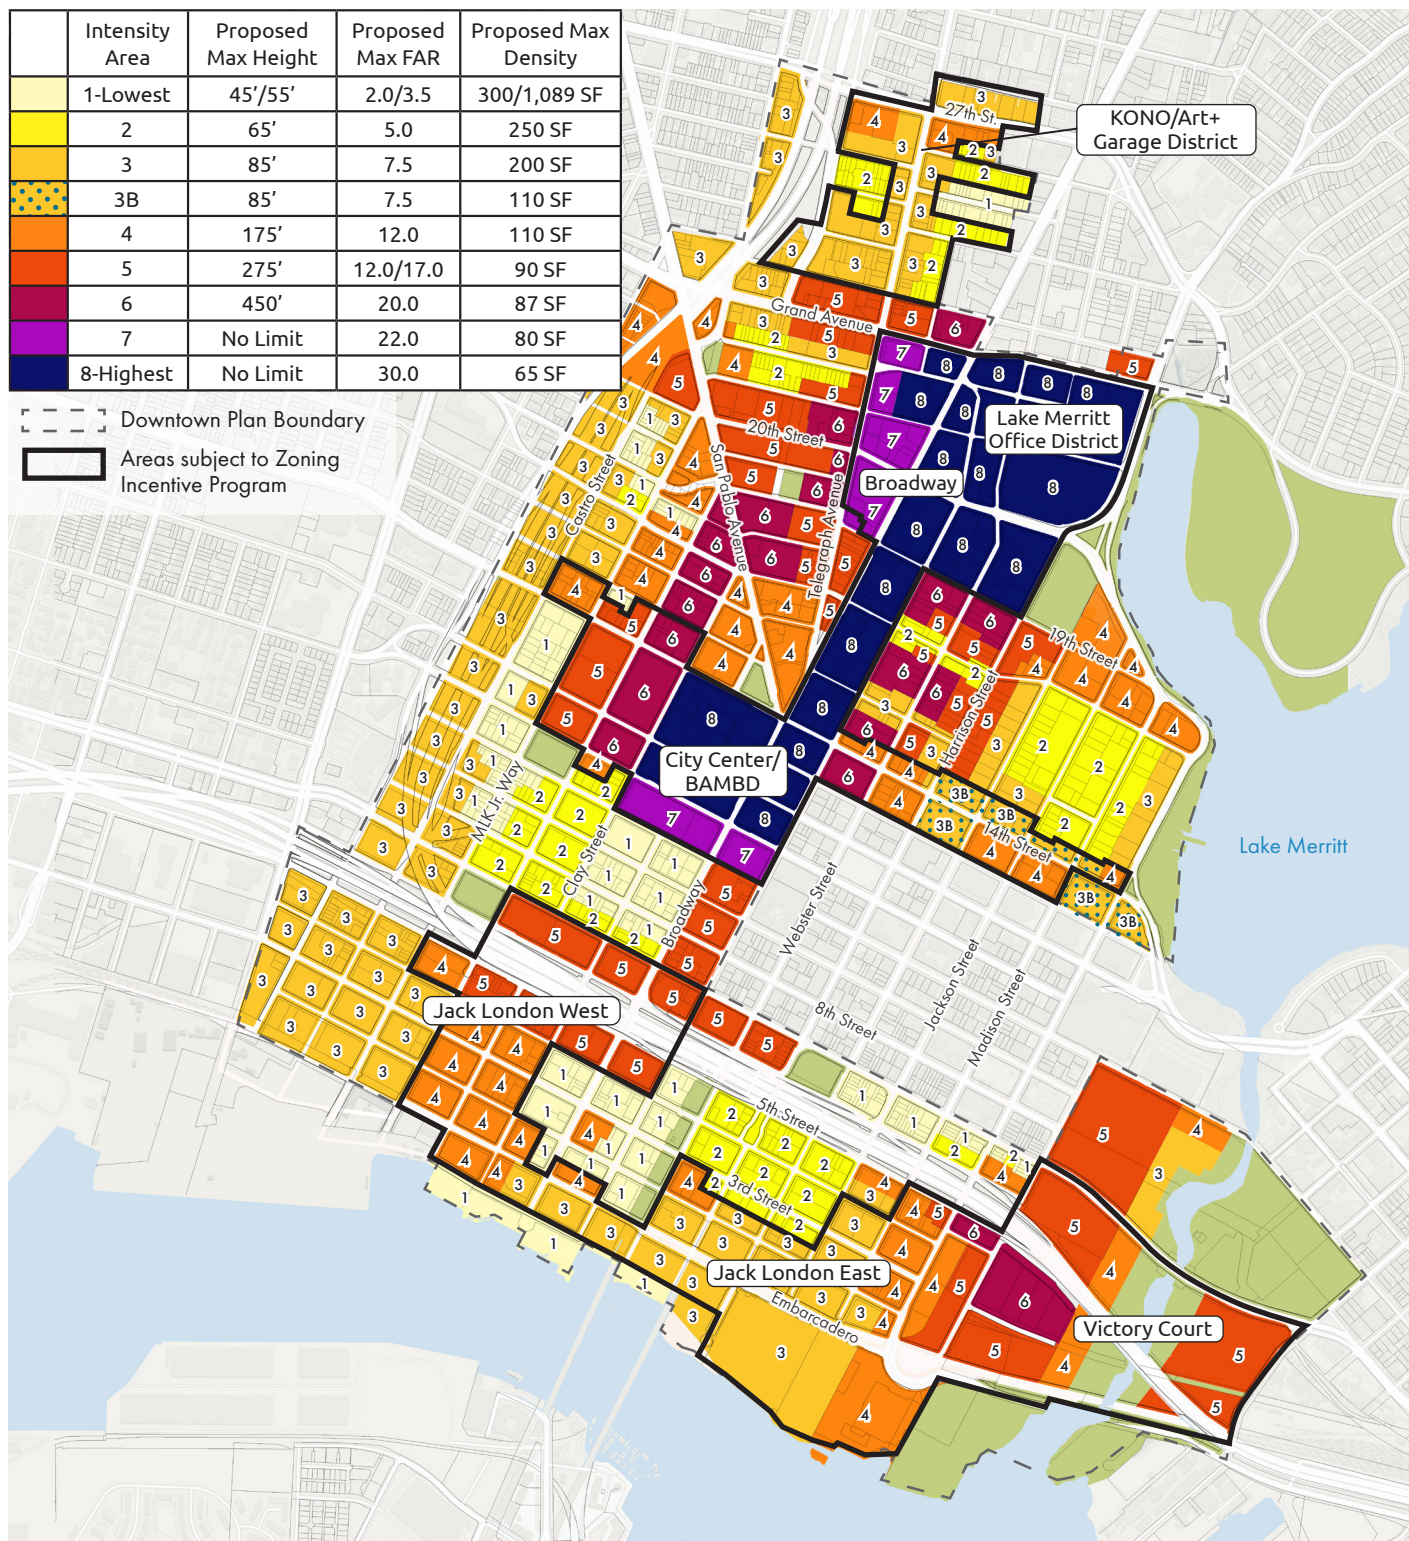 Intensity Area	Proposed Max Height	Proposed Max FAR	Proposed Max Density
1-Lowest	45’/55’	2.0/3.5	300/1,089 SF
2	65’	5.0	250 SF
3	85’	7.5	200 SF
3B	85’	7.5	110 SF
4	175’	12.0	110 SF
5	275’	12.0/17.0	90 SF
6	450’	20.0	87 SF
7	No Limit	22.0	80 SF
8-Highest	No Limit	30.0	65 SF
Downtown Plan Boundary
Areas subject to Zoning
Incentive Program
27th St.
KONO/Art+
Garage District
Grand Avenue
Lake Merritt
Office District
20th Street
Broadway
San Pablo Avenue
Telegraph Avenue
Castro Street
19th Street
Harrison Street
City Center/
BAMBD
MLK Jr. Way
Clay Street
14th Street
Lake Merritt
Broadway
Webster Street
Jackson Street
Madison Street
8th Street
Jack London West
5th Street
3rd Street
Jack London East
Embarcadero
Victory Court